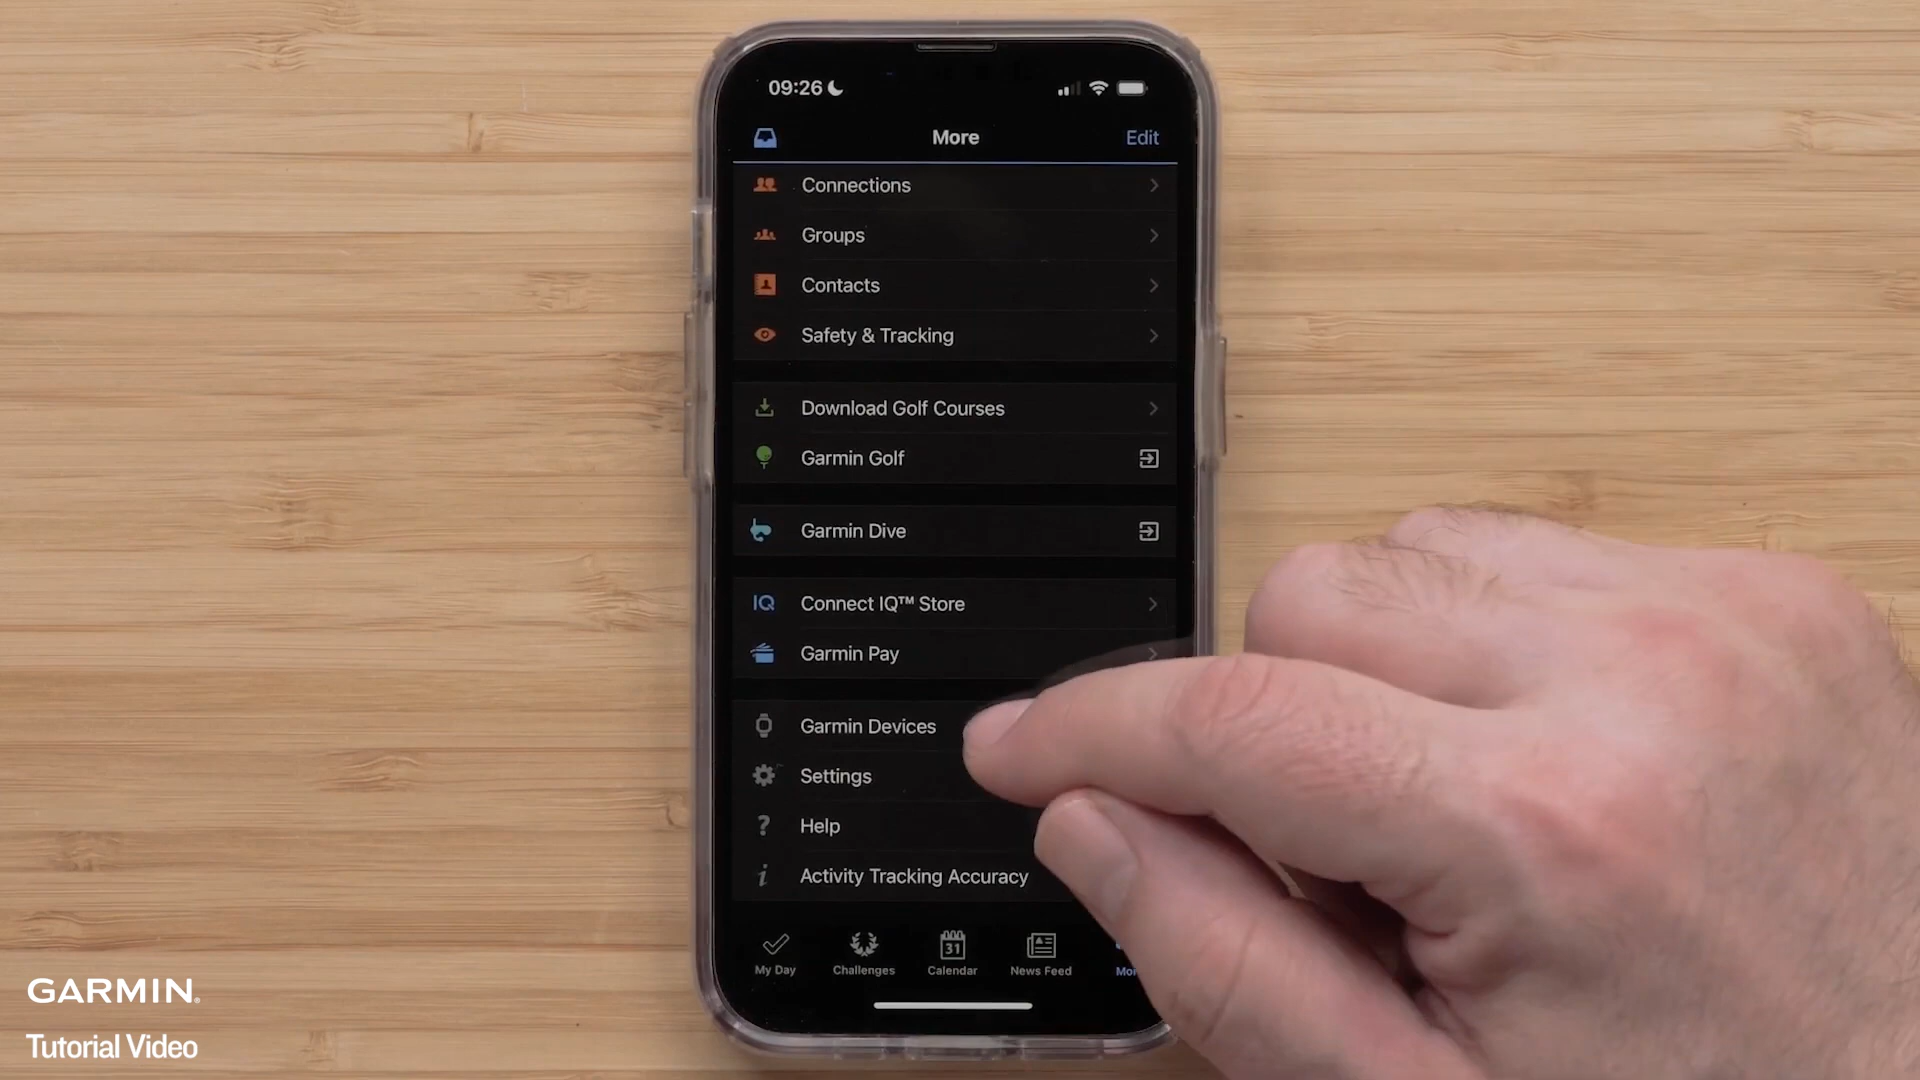 09:26
More
Edit
Connections
Groups
Contacts
Safety & Tracking
Download Golf Courses
Garmin Golf
Garmin Dive
IQ Connect IQ™ Store
Garmin Pay
Garmin Devices
Settings
? Help
i Activity Tracking Accuracy
31
My Day
Challenges
Calendar
News Feed
GARMIN®
Tutorial Video